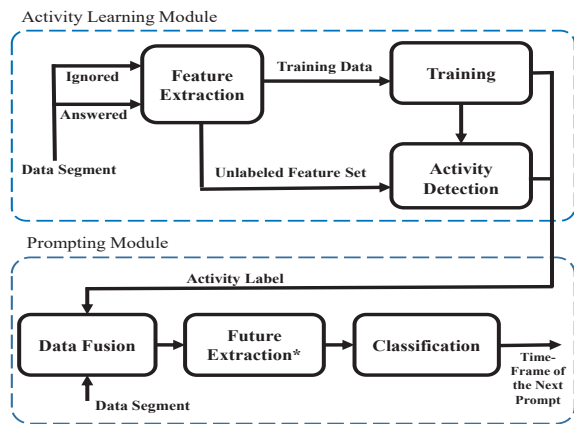 Activity Learning Module
Ignored
Answered
Data Segment
Feature
Extraction
Training Data
Training
Unlabeled Feature Set
Activity
Detection
Prompting Module
Activity Label
Data Fusion
Future
Extraction*
Classification
Time-
Frame of
the Next
Prompt
Data Segment